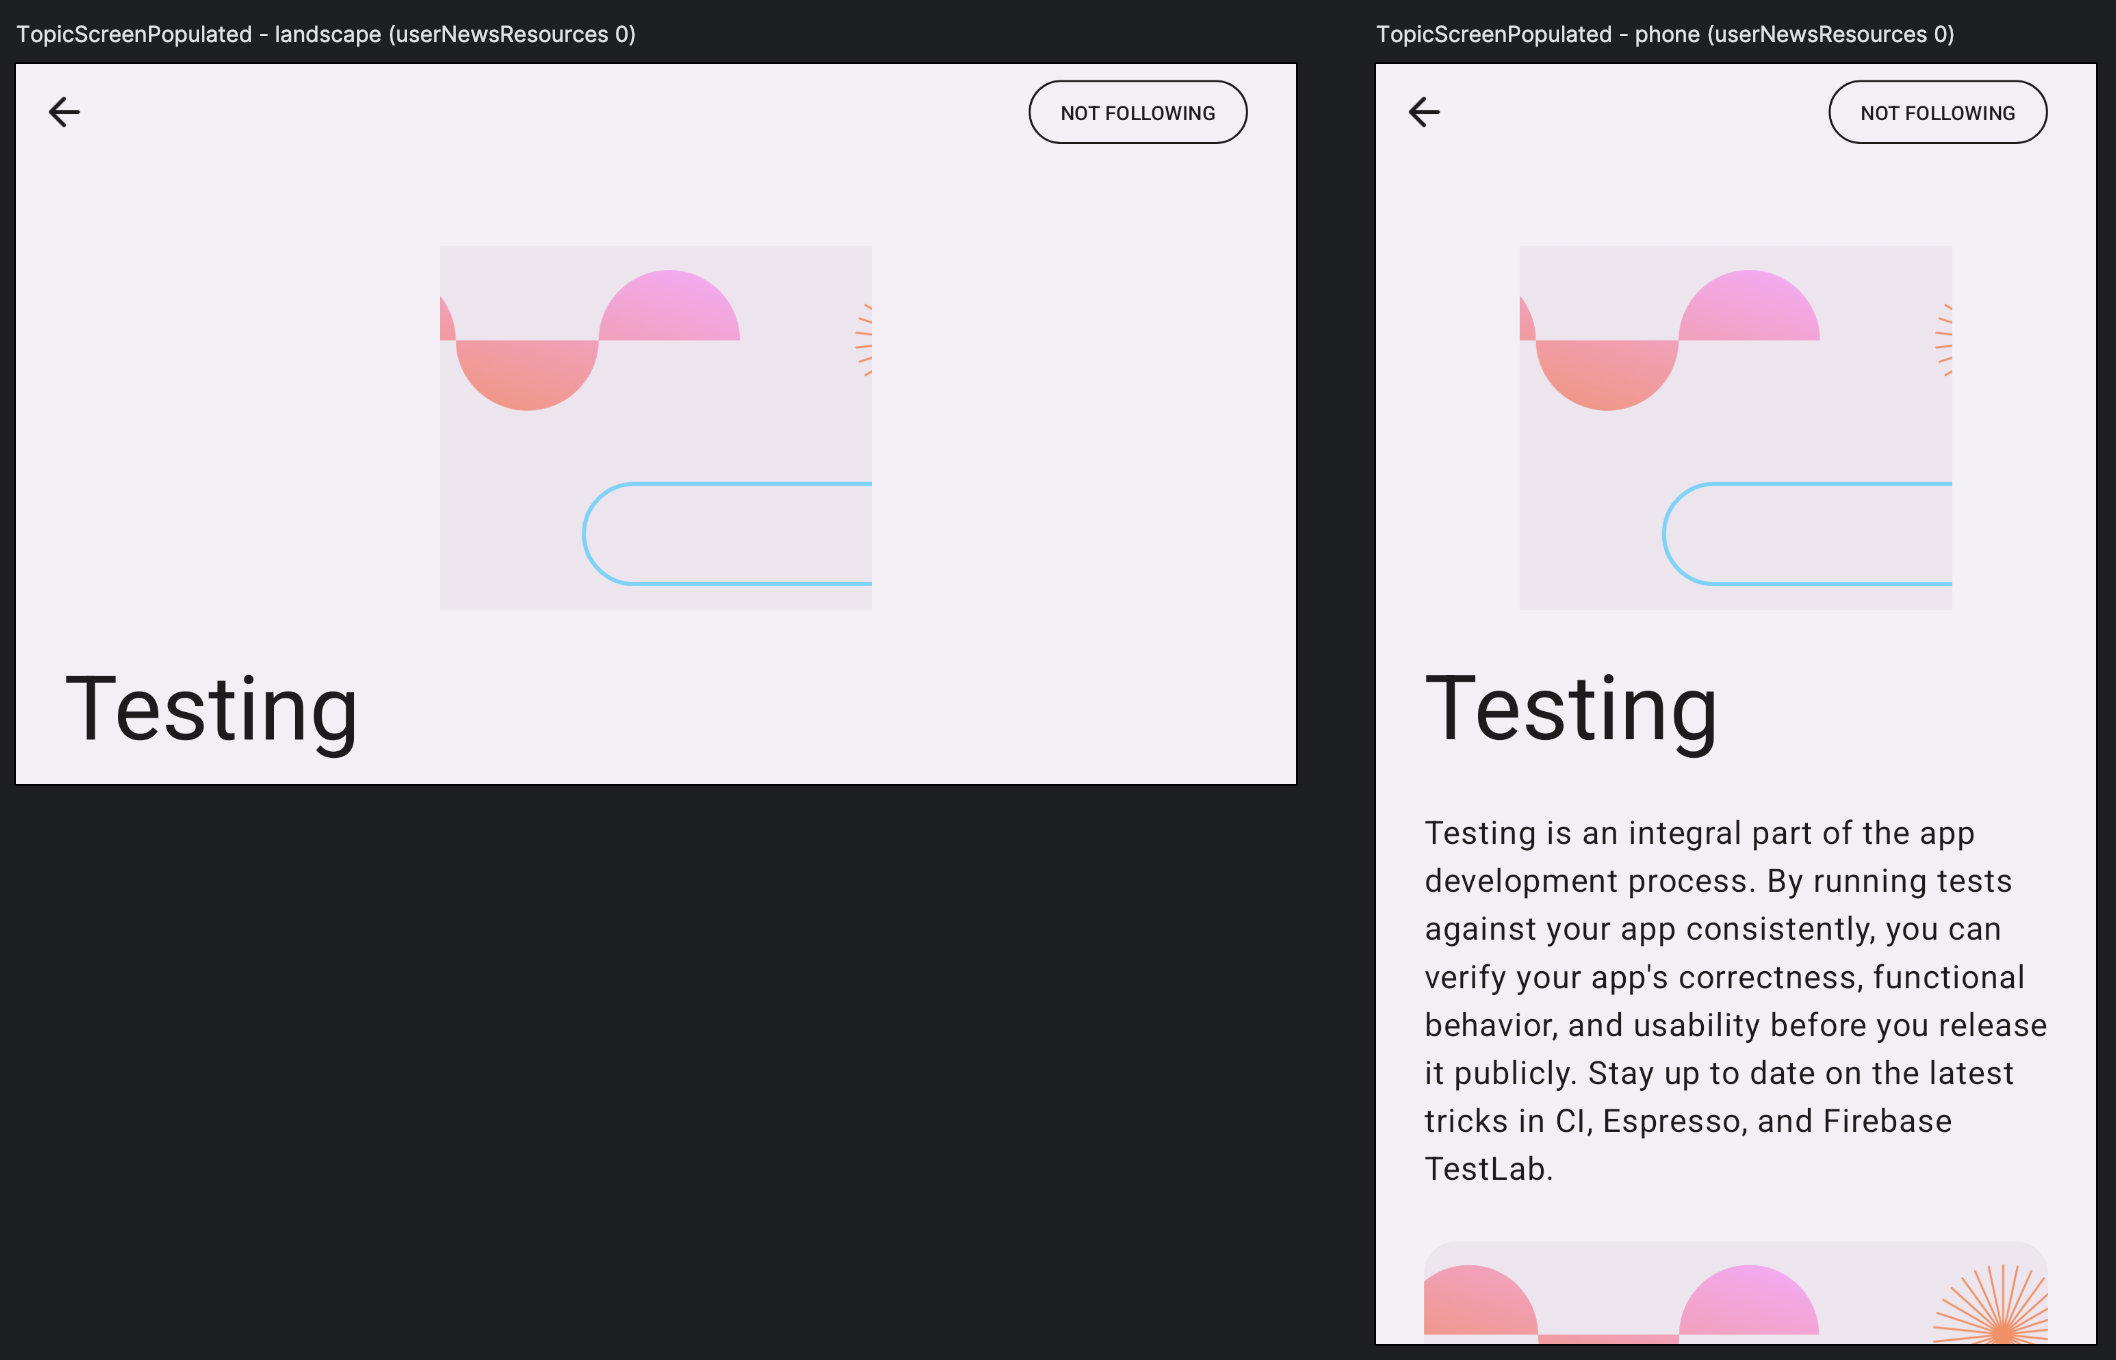 TopicScreenPopulated - landscape (userNewsResources 0)
NOT FOLLOWING
Testing
TopicScreenPopulated - phone (userNewsResources 0)
NOT FOLLOWING
Testing
Testing is an integral part of the app
development process. By running tests
against your app consistently, you can
verify your app's correctness, functional
behavior, and usability before you release
it publicly. Stay up to date on the latest
tricks in CI, Espresso, and Firebase
TestLab.